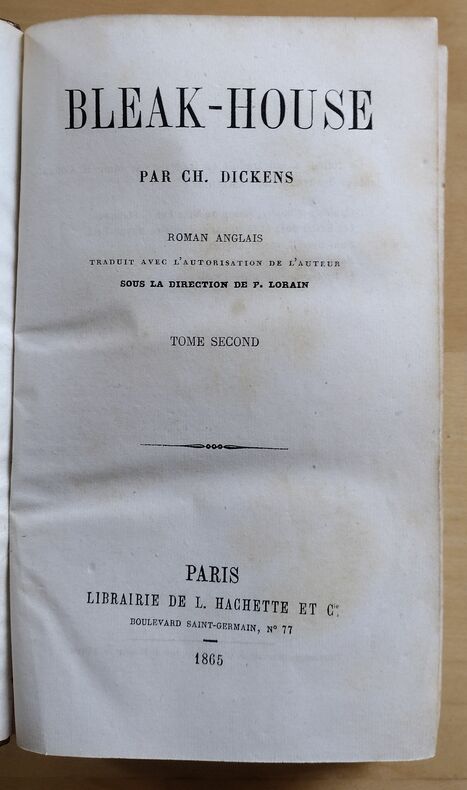 BLEAK-HOUSE
PAR CH. DICKENS
ROMAN ANGLAIS
TRADUIT AVEC L'AUTORISATION DE L'AUTEUR
SOUS LA DIRECTION DE P. LORAIN
TOME SECOND
PARIS
LIBRAIRIE DE L. HACHETTE ET Cie
BOULEVARD SAINT-GERMAIN, N° 77
1865